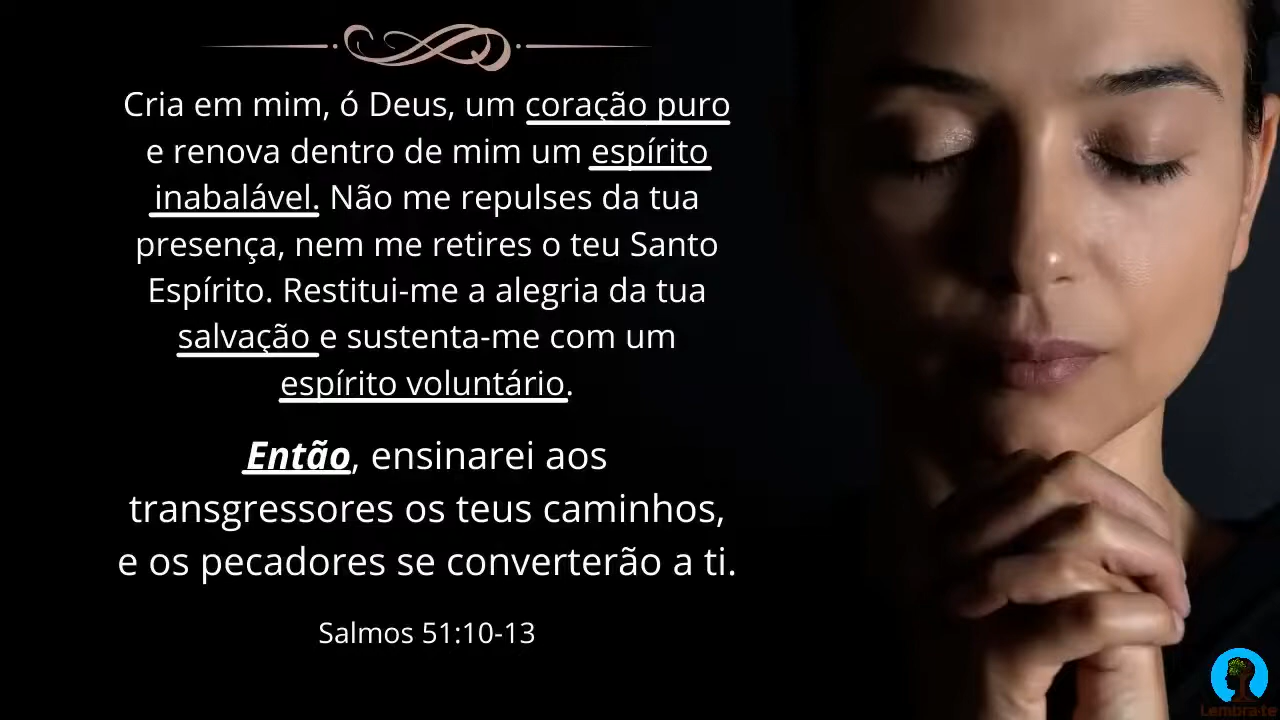 Cria em mim, ó Deus, um coração puro
e renova dentro de mim um espírito
inabalável. Não me repulses da tua
presença, nem me retires o teu Santo
Espírito. Restitui-me a alegria da tua
salvação e sustenta-me com um
espírito voluntário.
Então, ensinarei aos
transgressores os teus caminhos,
e os pecadores se converterão a ti.
Salmos 51:10-13
Lembra-te